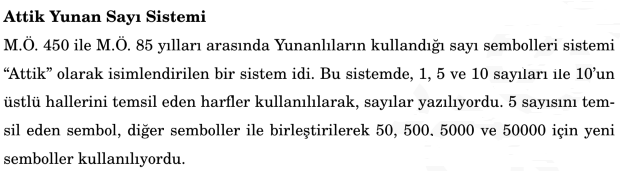 Attik Yunan Sayı Sistemi
M.Ö. 450 ile M.Ö. 85 yılları arasında Yunanlıların kullandığı sayı sembolleri sistemi
“Attik” olarak isimlendirilen bir sistem idi. Bu sistemde, 1, 5 ve 10 sayıları ile 10’un
üstlü hallerini temsil eden harfler kullanılılarak, sayılar yazılıyordu. 5 sayısını tem-
sil eden sembol, diğer semboller ile birleştirilerek 50, 500, 5000 ve 50000 için yeni
semboller kullanılıyordu.